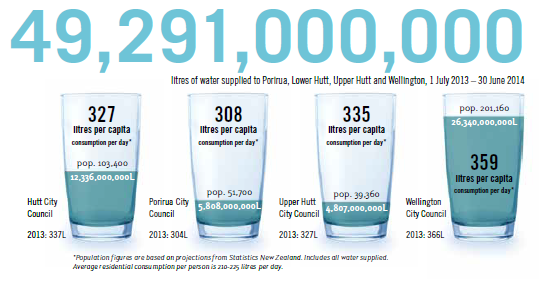 49,291,000,000
litres of water supplied to Porirua, Lower Hutt, Upper Hutt and Wellington, 1 July 2013 – 30 June 2014
327
litres per capita
consumption per day*
pop. 103,400
12,336,000,000L
Hutt City
Council
2013: 337L
308
litres per capita
consumption per day*
pop. 51,700
5,808,000,000L
Porirua City
Council
2013: 304L
335
litres per capita
consumption per day*
pop. 39,360
4,807,000,000L
Upper Hutt
City Council
2013: 327L
pop. 201,160
26,340,000,000L
359
litres per capita
consumption per day*
Wellington
City Council
2013: 366L
*Population figures are based on projections from Statistics New Zealand. Includes all water supplied.
Average residential consumption per person is 210-225 litres per day.